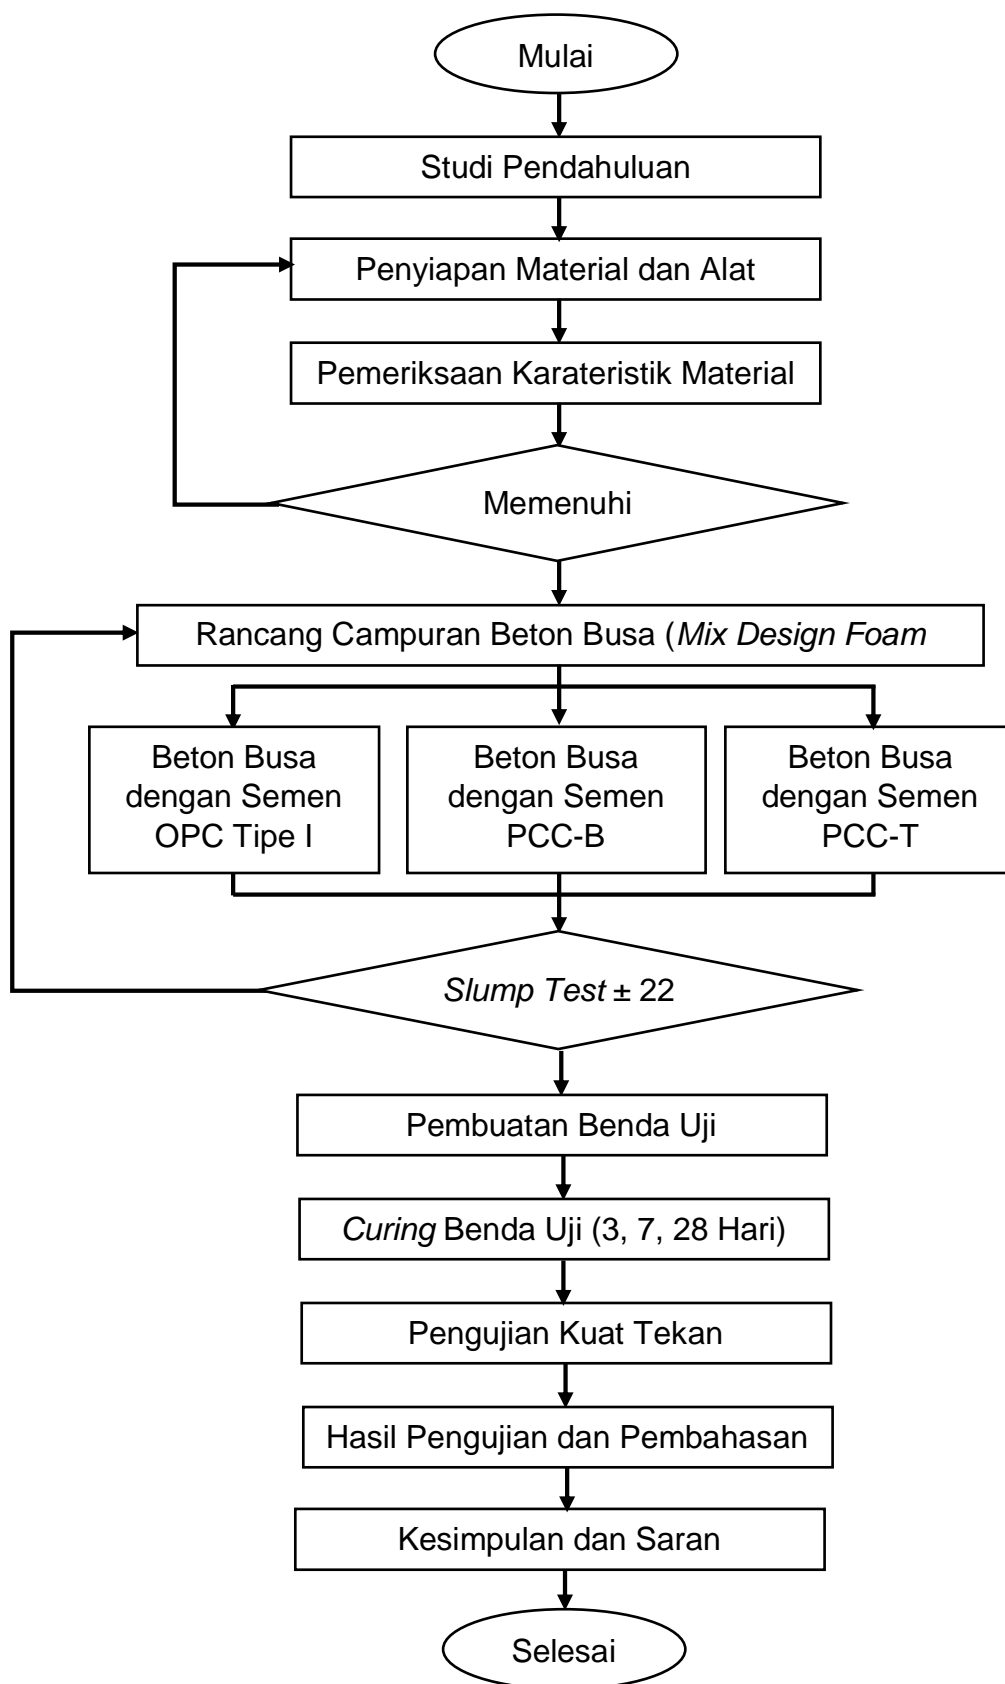 Mulai
Studi Pendahuluan
Penyiapan Material dan Alat
Pemeriksaan Karateristik Material
Memenuhi
Rancang Campuran Beton Busa (Mix Design Foam
Beton Busa
dengan Semen
OPC Tipe I
Beton Busa
dengan Semen
PCC-B
Beton Busa
dengan Semen
PCC-T
Slump Test ± 22
Pembuatan Benda Uji
Curing Benda Uji (3, 7, 28 Hari)
Pengujian Kuat Tekan
Hasil Pengujian dan Pembahasan
Kesimpulan dan Saran
Selesai